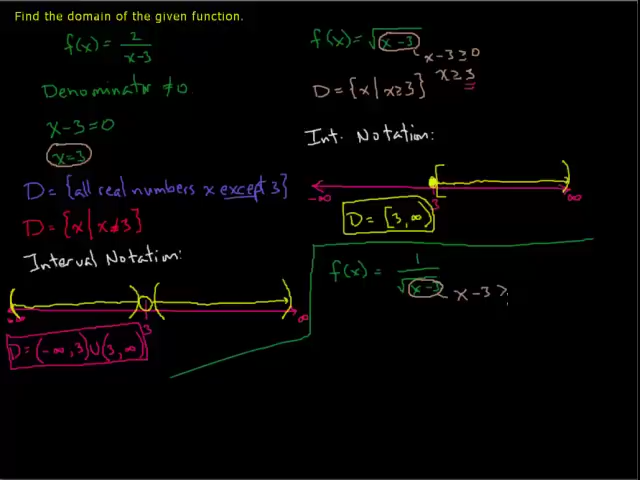 Find the domain of the given function.
f(x) = 2/(x-3)
Denominator ≠0
x-3=0
x=3
D = {all real numbers x except 3}
D = {x | x≠3}
Interval Notation:
-∞ 3 ∞
D = (-∞,3)∪(3,∞)
f(x) = √(x-3)
x-3≥0
x≥3
D = {x | x≥3}
Int. Notation:
-∞ 3 ∞
D = [3,∞)
f(x) = 1/√(x-3)
x-3 >